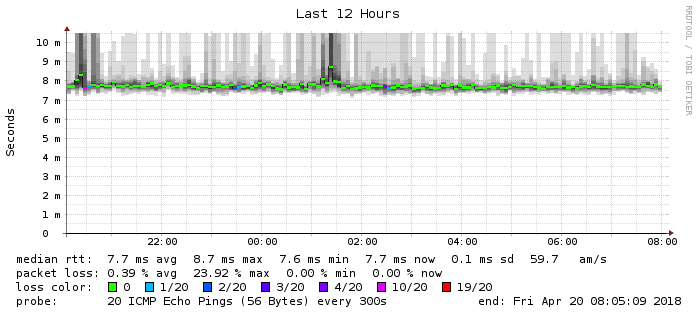 Last 12 Hours
RRDTOOL / TOBI OETIKER
Seconds
10 m
9 m
8 m
7 m
6 m
5 m
4 m
3 m
2 m
1 m
0
22:00 00:00 02:00 04:00 06:00 08:00
median rtt: 7.7 ms avg 8.7 ms max 7.6 ms min 7.7 ms now 0.1 ms sd 59.7 am/s
packet loss: 0.39 % avg 23.92 % max 0.00 % min 0.00 % now
loss color: 0 1/20 2/20 3/20 4/20 10/20 19/20
probe: 20 ICMP Echo Pings (56 Bytes) every 300s end: Fri Apr 20 08:05:09 2018